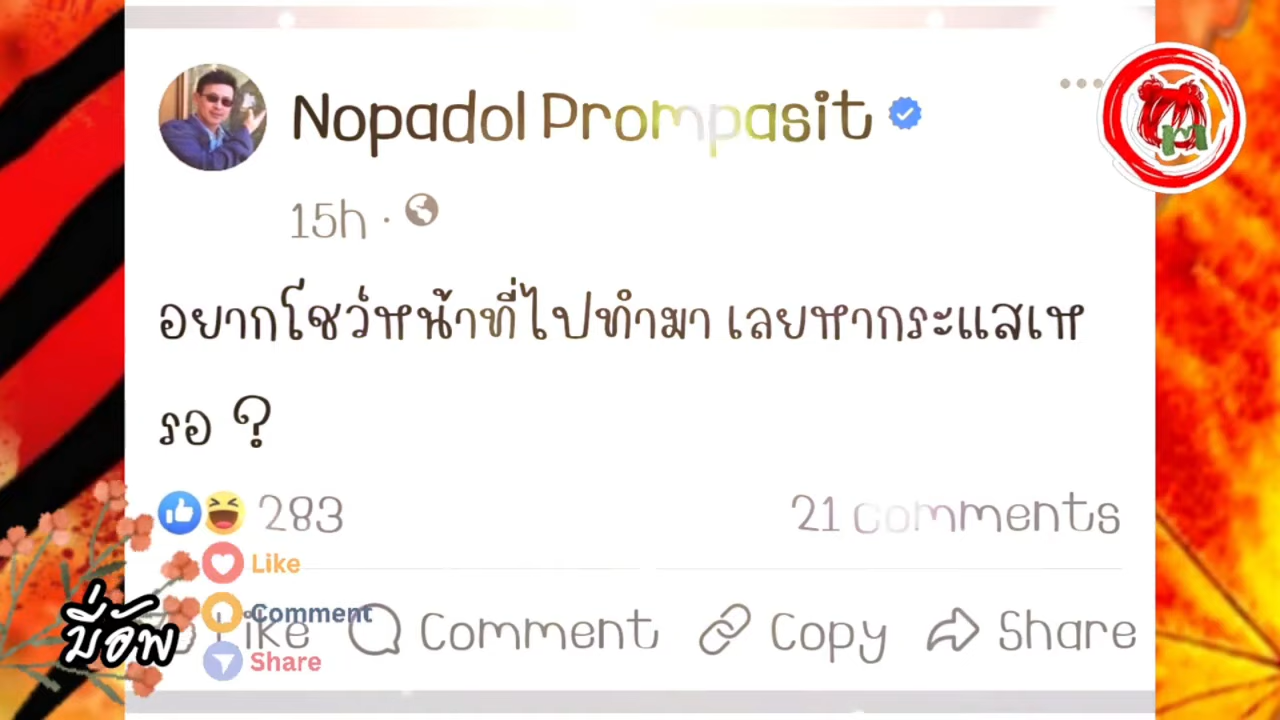 Nopadol Prompasit
15h ·
อยากโชว์หน้าที่ไปทำมา เลยหากระแสเห
รอ ?
283 21 comments
Like
Comment
Share
Like Comment Copy Share
บี่อัพ